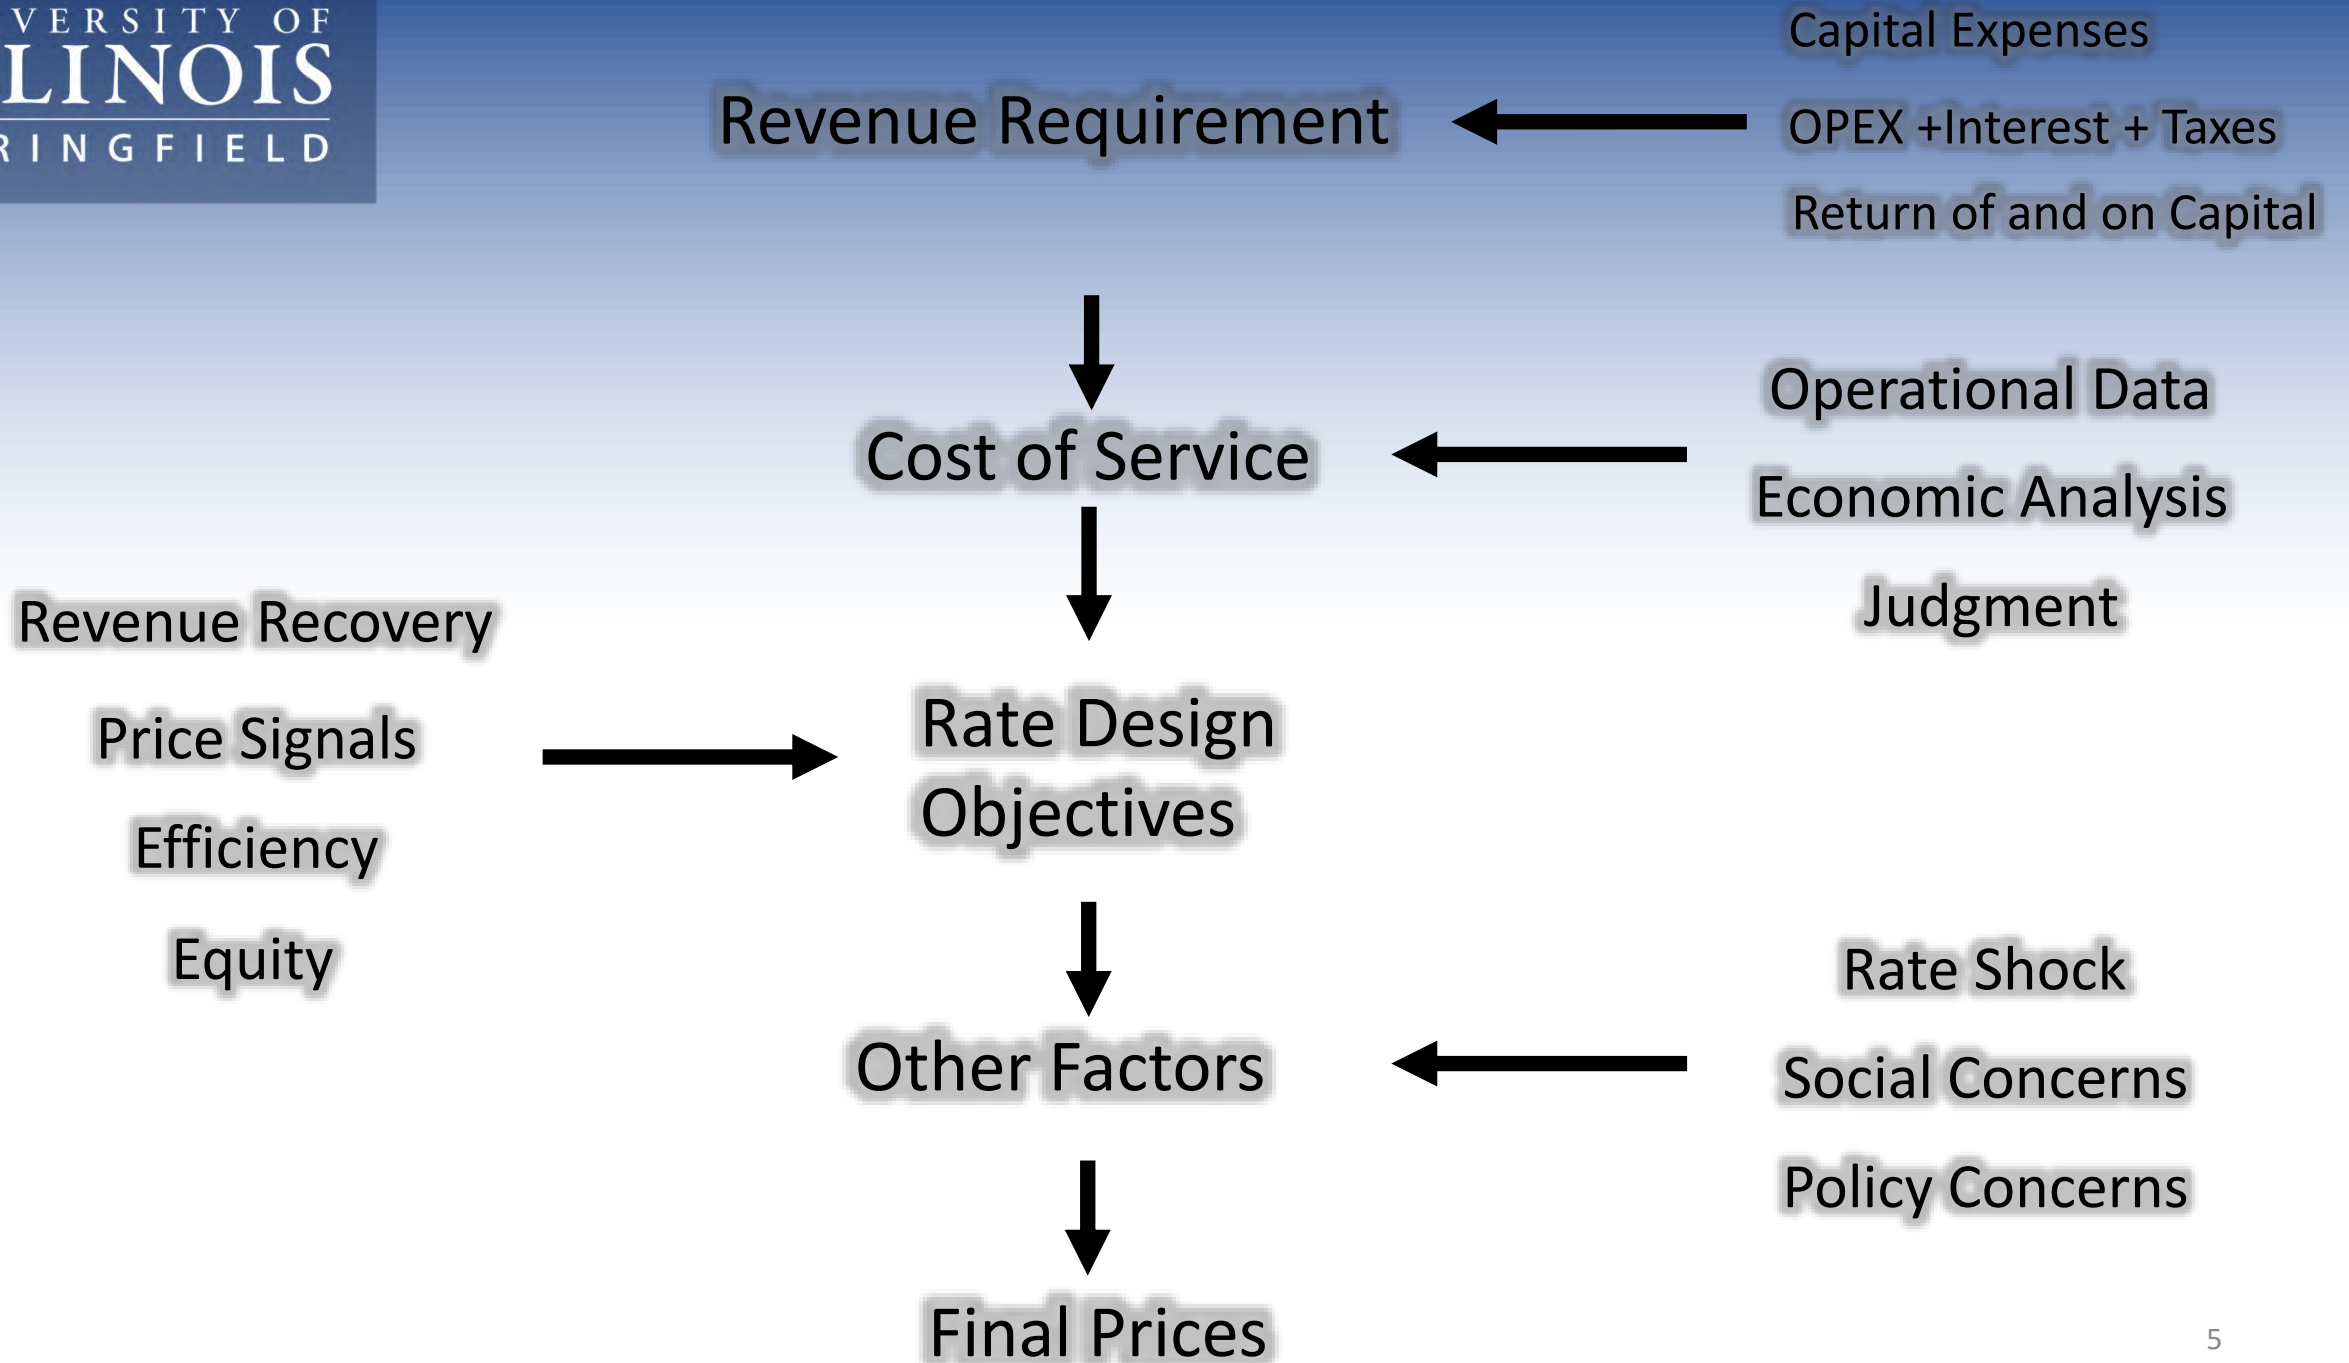 VERSITY OF
LINOIS
RINGFIELD
Capital Expenses
Revenue Requirement
OPEX +Interest + Taxes
Return of and on Capital
Operational Data
Cost of Service
Economic Analysis
Judgment
Revenue Recovery
Price Signals
Efficiency
Equity
Rate Design
Objectives
Rate Shock
Other Factors
Social Concerns
Policy Concerns
Final Prices
5